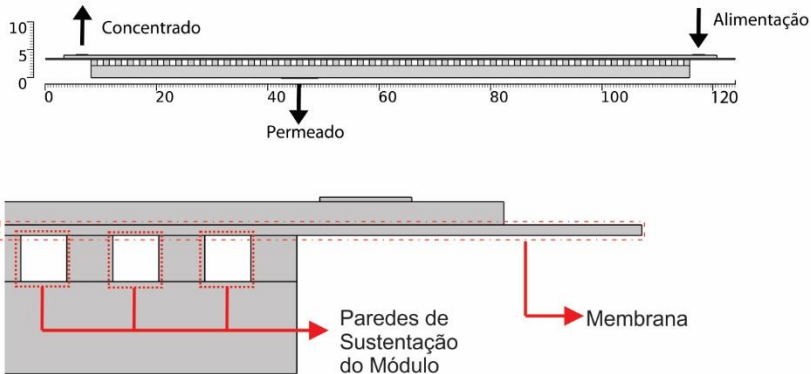 10
5
0
Concentrado
Alimentação
0
20
40
60
80
100
120
Permeado
Paredes de
Sustentação
do Módulo
Membrana